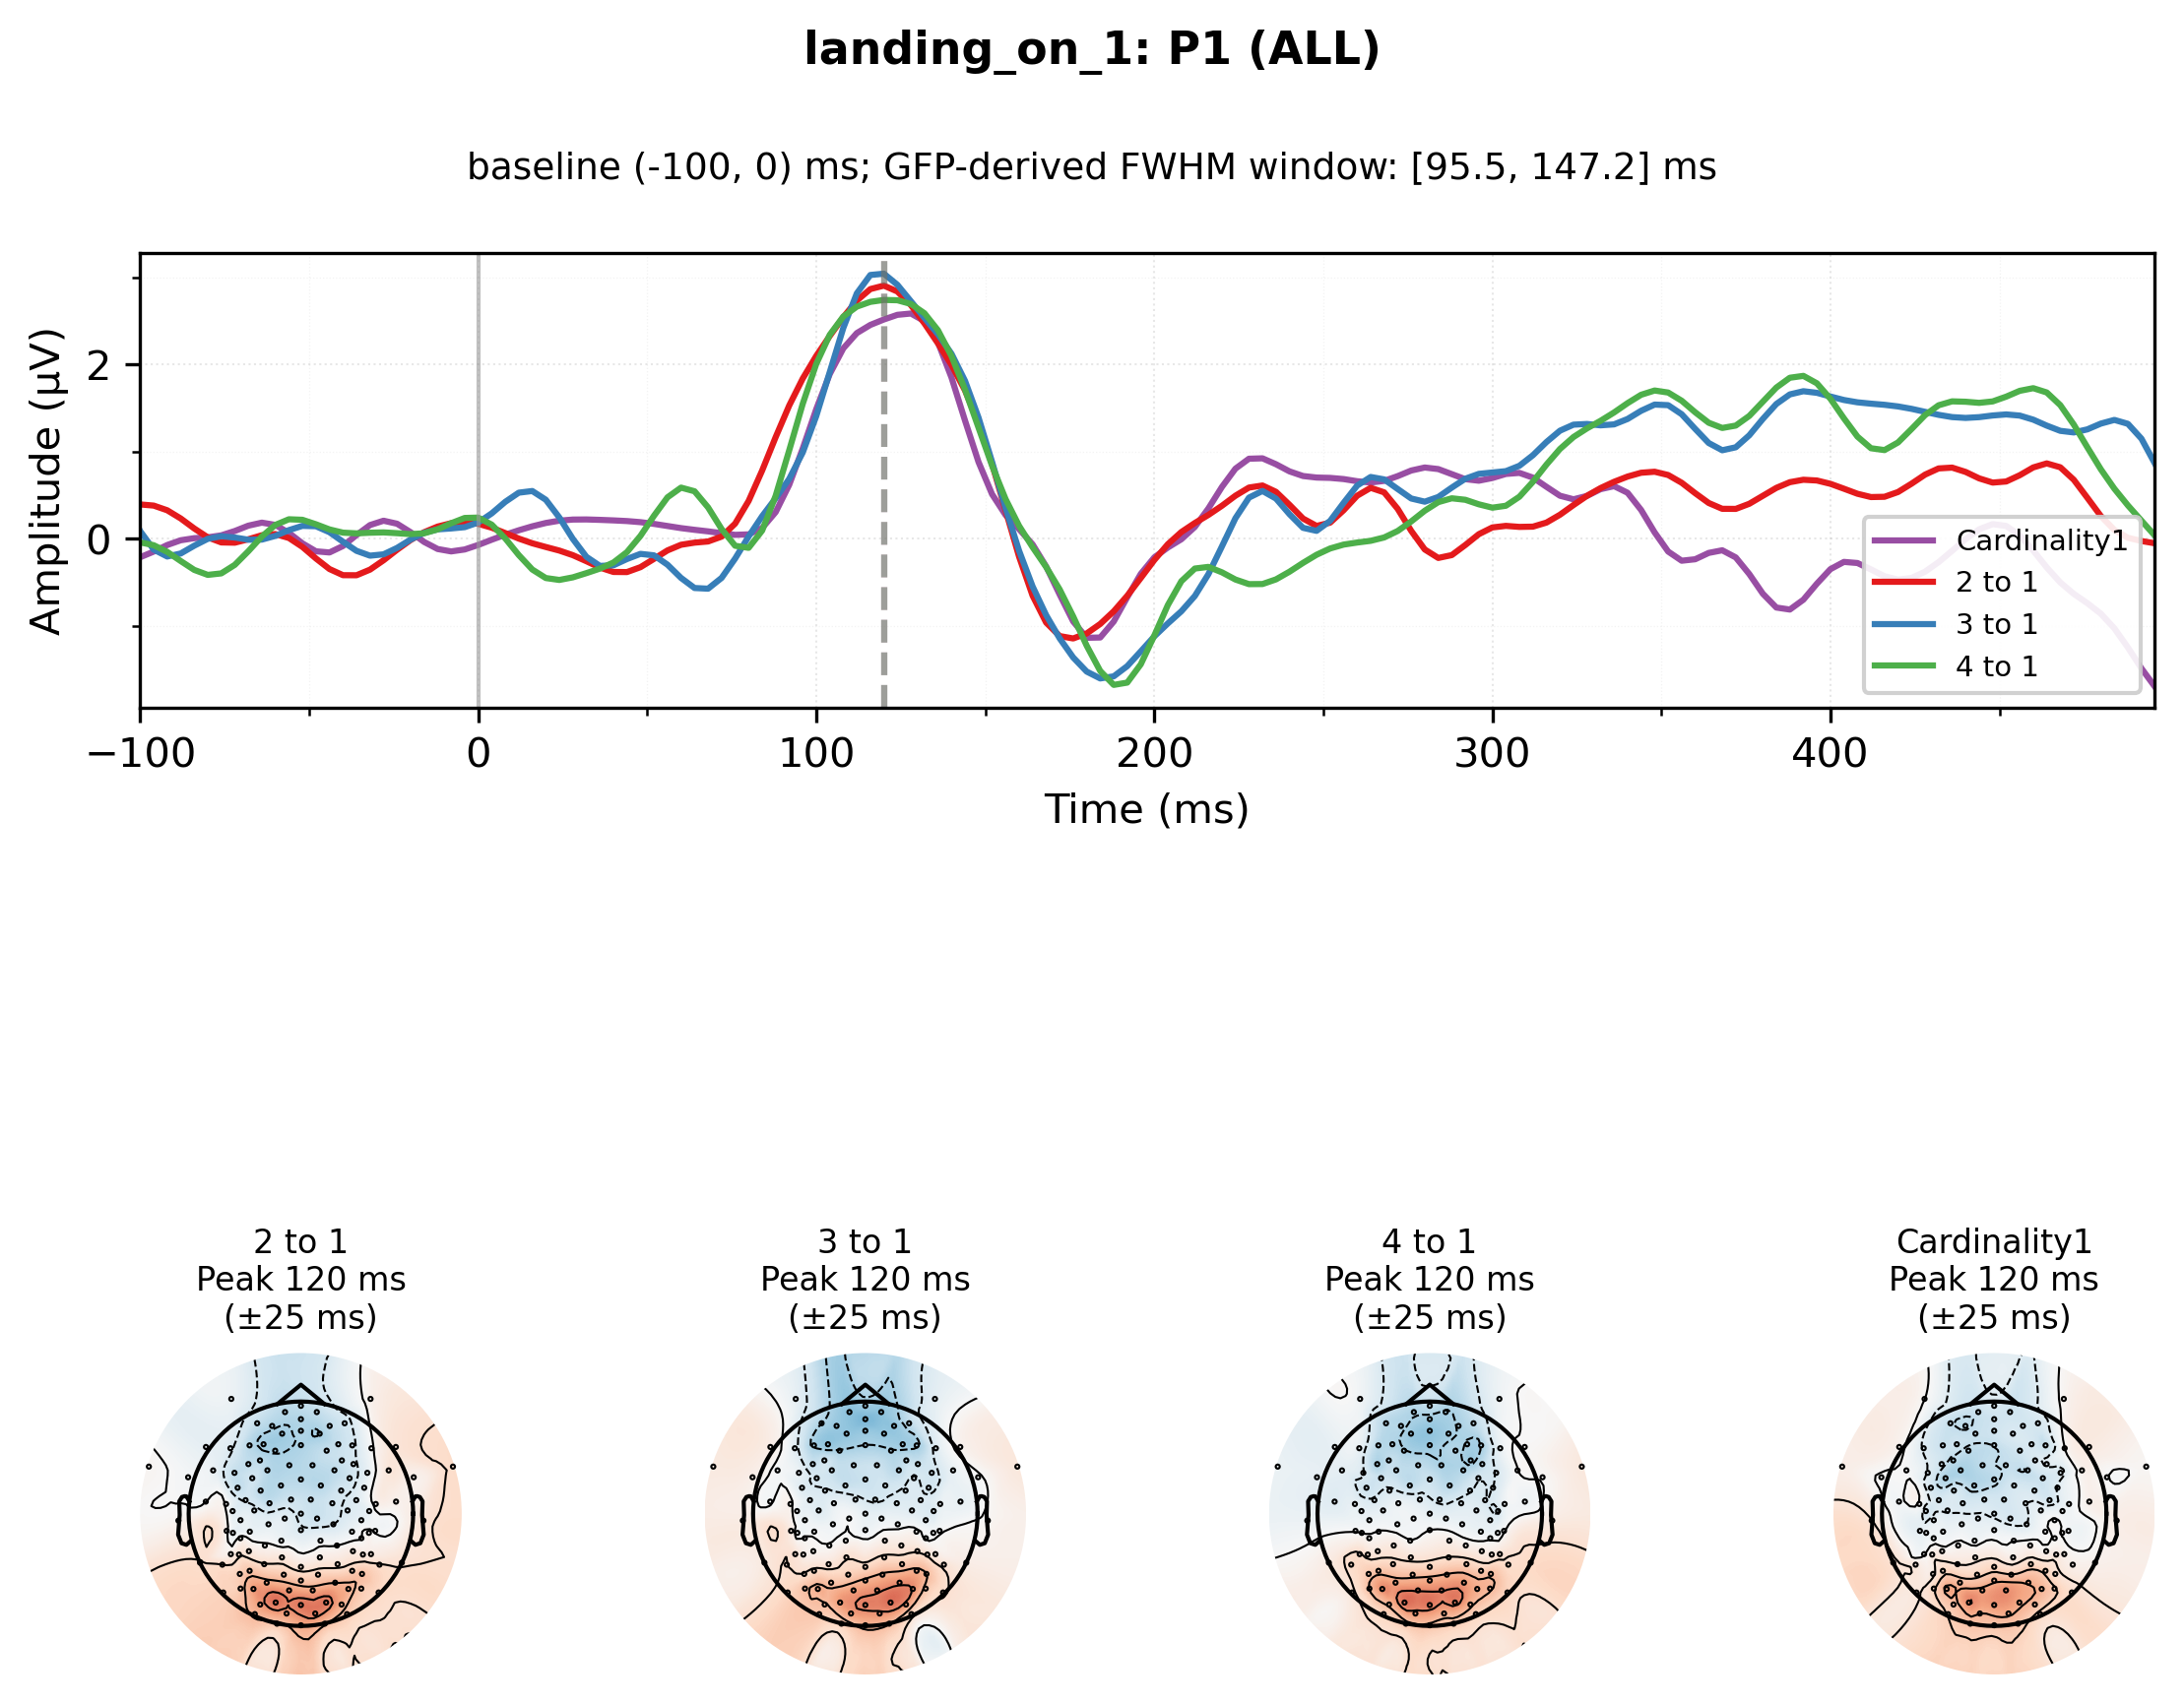 landing_on_1: P1 (ALL)
baseline (-100, 0) ms; GFP-derived FWHM window: [95.5, 147.2] ms
Amplitude (µV)
2
0
Cardinality1
2 to 1
3 to 1
4 to 1
−100
0
100
200
300
400
Time (ms)
2 to 1
Peak 120 ms
(±25 ms)
3 to 1
Peak 120 ms
(±25 ms)
4 to 1
Peak 120 ms
(±25 ms)
Cardinality1
Peak 120 ms
(±25 ms)